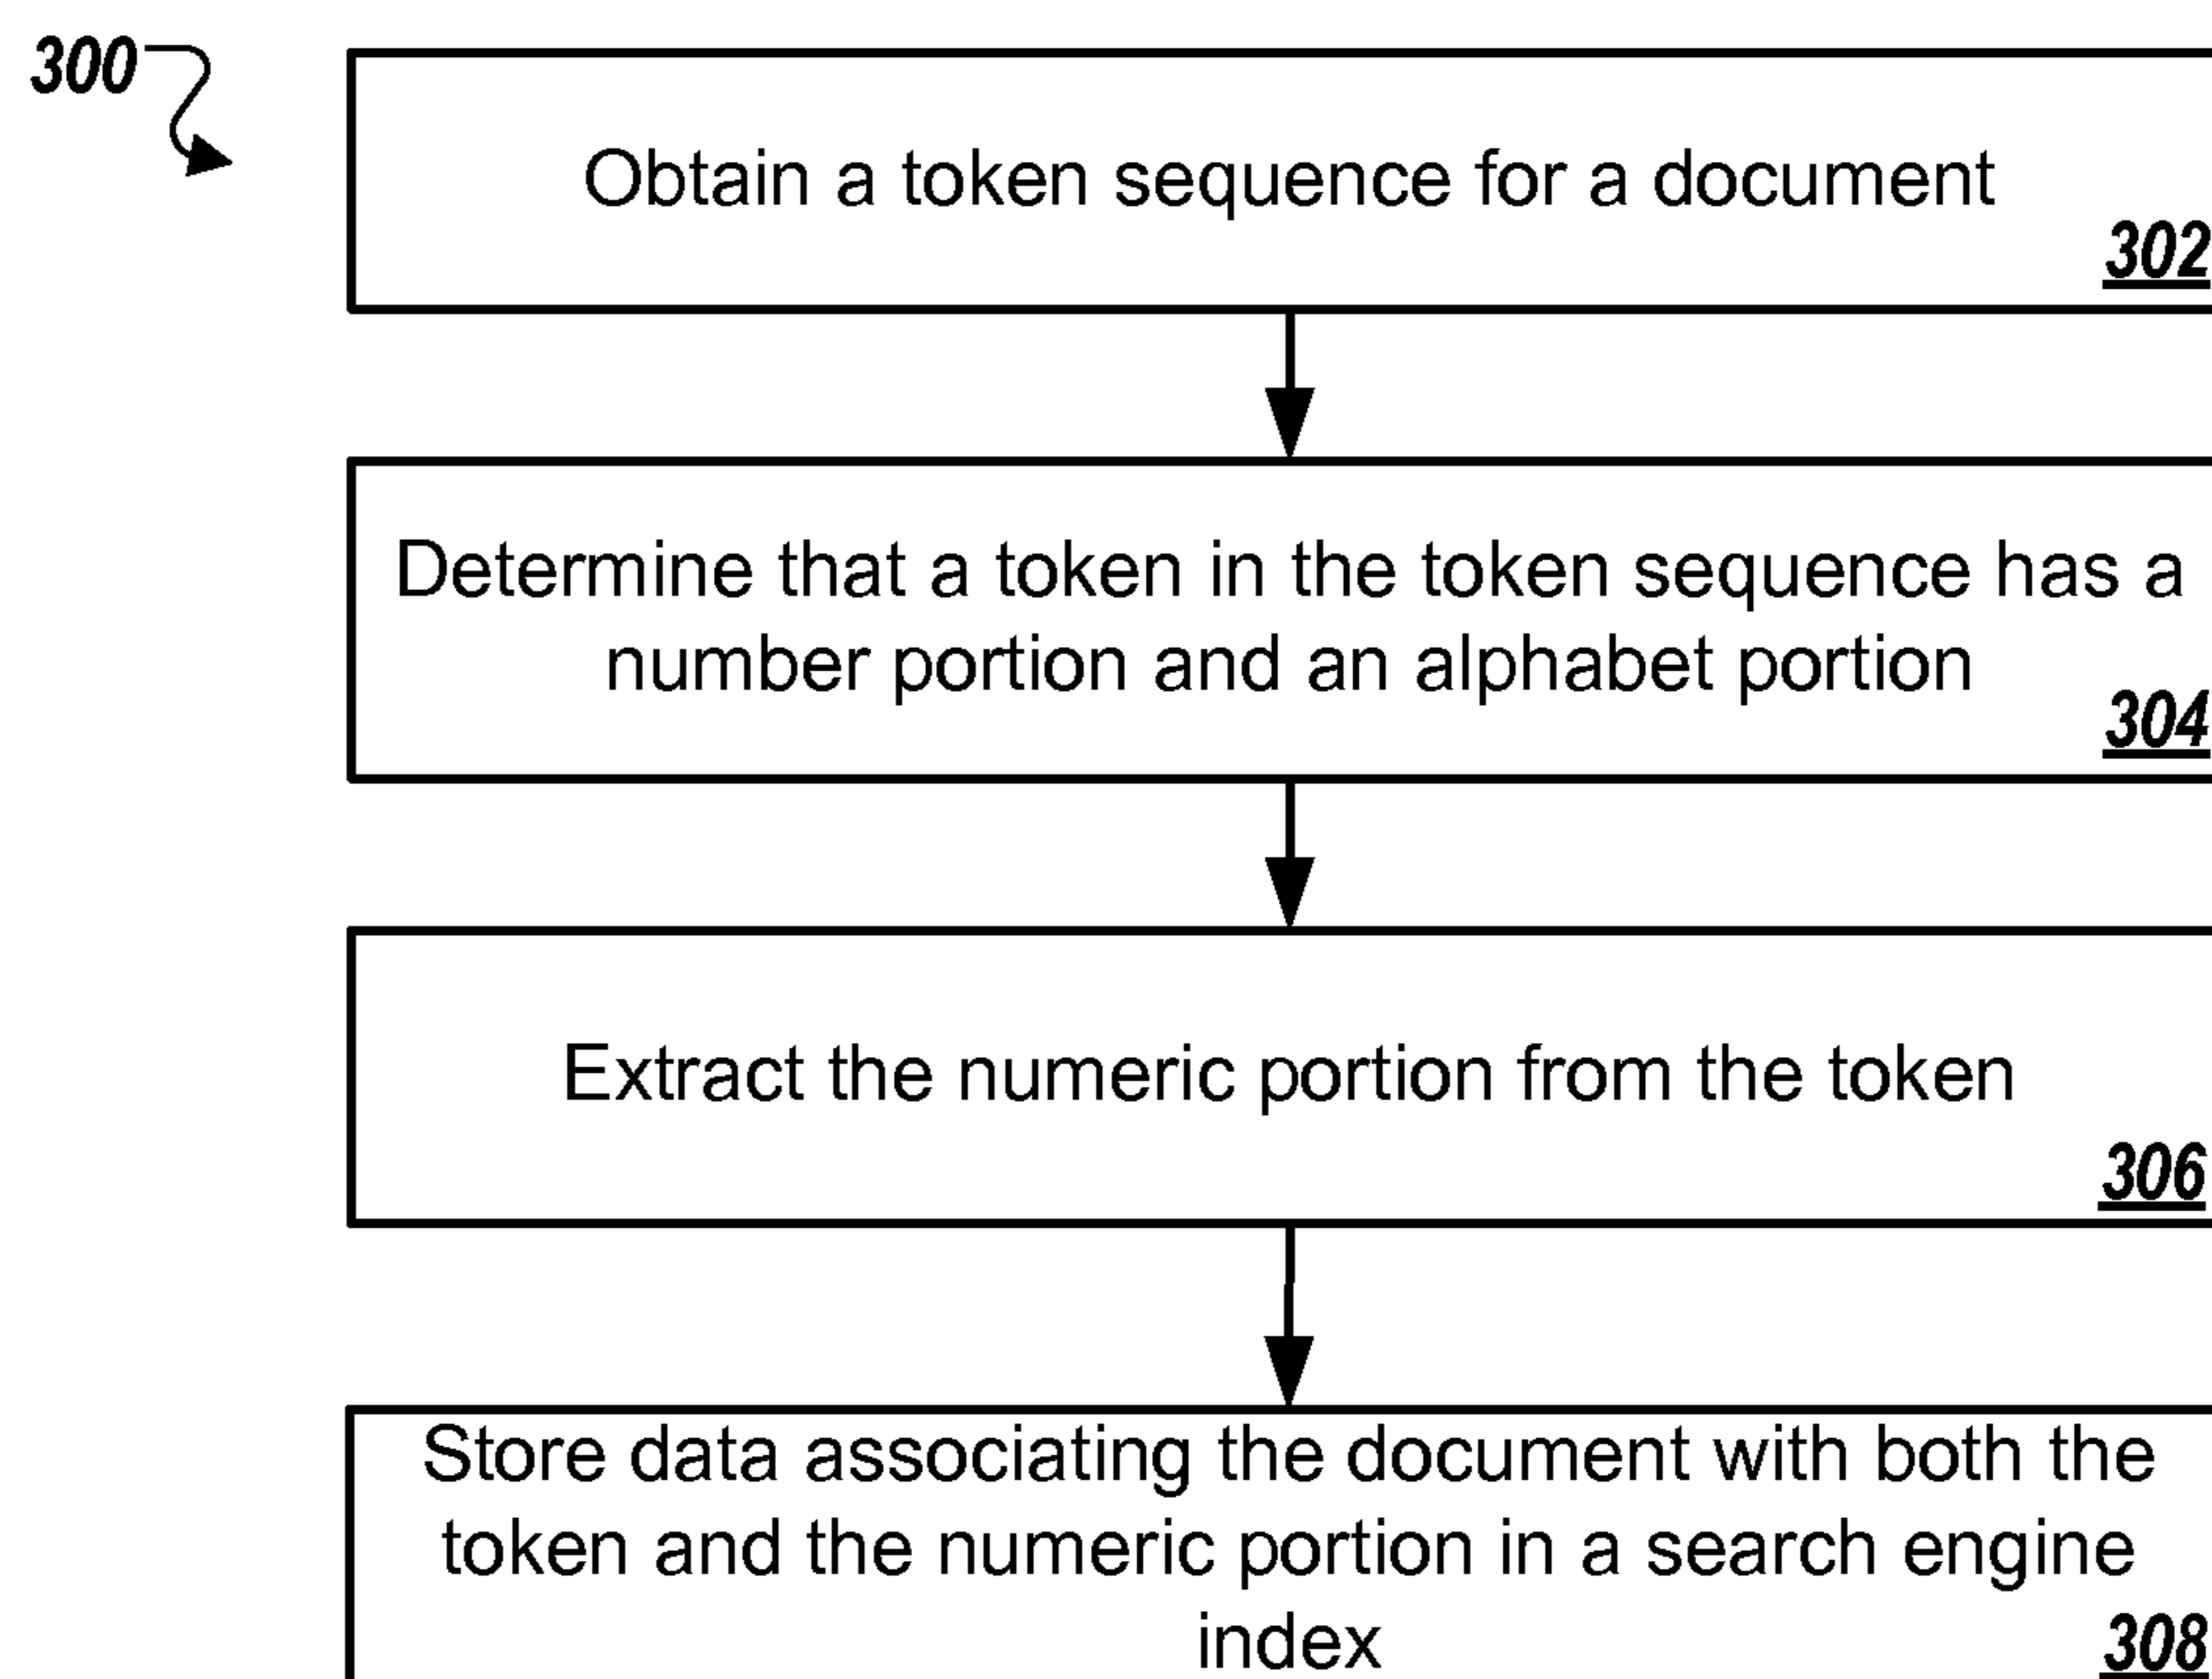 300
Obtain a token sequence for a document
302
Determine that a token in the token sequence has a
number portion and an alphabet portion
304
Extract the numeric portion from the token
306
Store data associating the document with both the
token and the numeric portion in a search engine
index
308